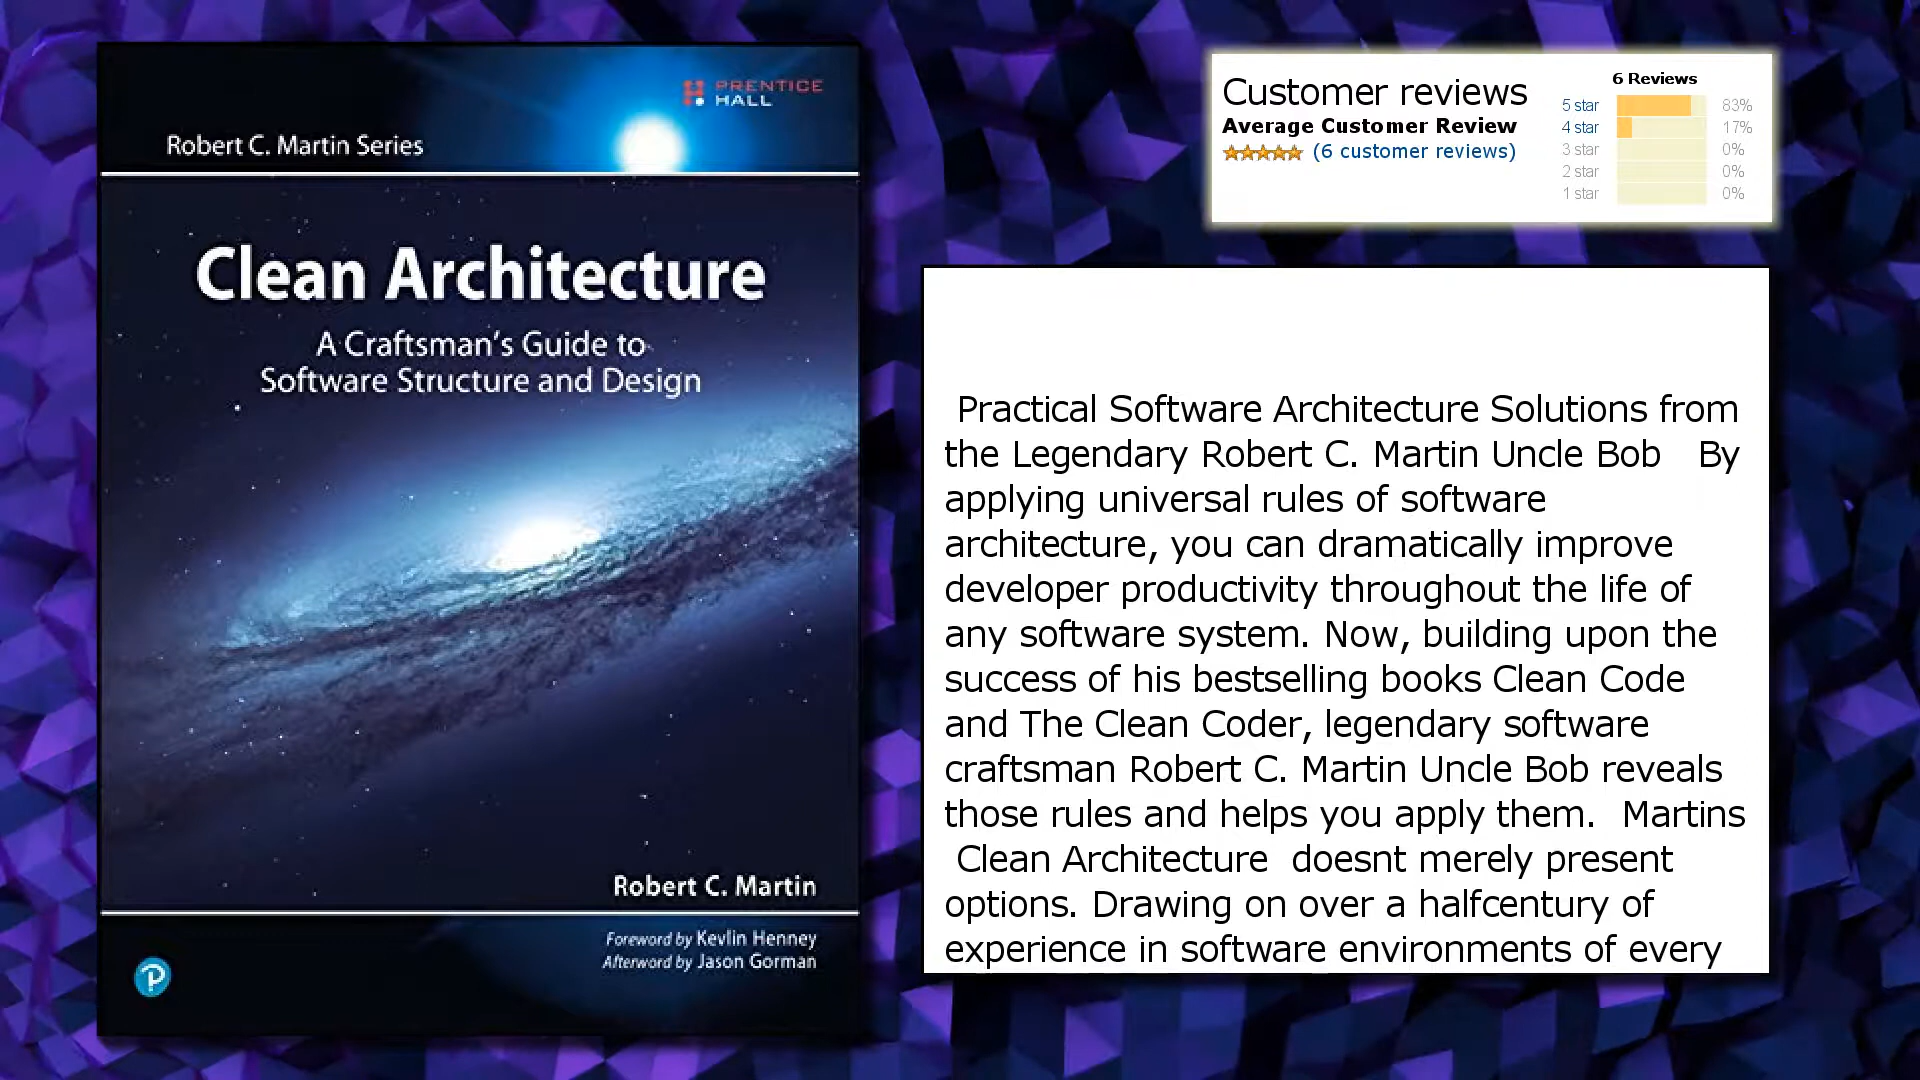 PRENTICE
HALL
Robert C. Martin Series
Clean Architecture
A Craftsman's Guide to
Software Structure and Design
Robert C. Martin
Foreword by Kevlin Henney
Afterword by Jason Gorman
P
Customer reviews
Average Customer Review
(6 customer reviews)
6 Reviews
5 star 83%
4 star 17%
3 star 0%
2 star 0%
1 star 0%
Practical Software Architecture Solutions from
the Legendary Robert C. Martin Uncle Bob By
applying universal rules of software
architecture, you can dramatically improve
developer productivity throughout the life of
any software system. Now, building upon the
success of his bestselling books Clean Code
and The Clean Coder, legendary software
craftsman Robert C. Martin Uncle Bob reveals
those rules and helps you apply them. Martins
Clean Architecture doesnt merely present
options. Drawing on over a halfcentury of
experience in software environments of every